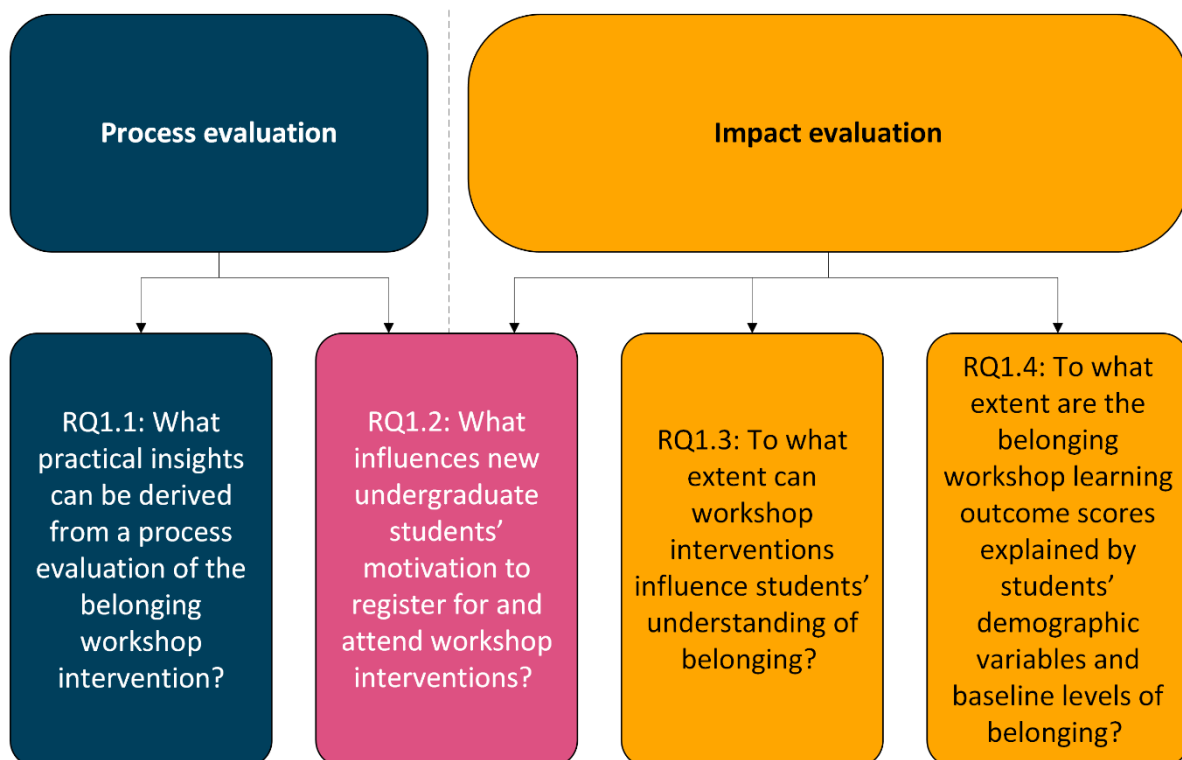 Process evaluation
Impact evaluation
RQ1.1: What
practical insights
can be derived
from a process
evaluation of the
belonging
workshop
intervention?
RQ1.2: What
influences new
undergraduate
students’
motivation to
register for and
attend workshop
interventions?
RQ1.3: To what
extent can
workshop
interventions
influence students’
understanding of
belonging?
RQ1.4: To what
extent are the
belonging
workshop learning
outcome scores
explained by
students’
demographic
variables and
baseline levels of
belonging?